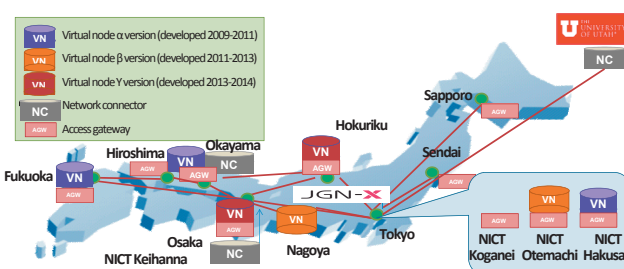 VN Virtual node α version (developed 2009-2011)
VN Virtual node β version (developed 2011-2013)
VN Virtual node Y version (developed 2013-2014)
NC Network connector
AGW Access gateway
U THE UNIVERSITY OF UTAH
NC
Sapporo
AGW
Hokuriku
VN
AGW
Okayama
NC
Hiroshima
VN
AGW
AGW
Sendai
AGW
Fukuoka
VN
AGW
JGN-X
VN
AGW
NC
Osaka
NICT Keihanna
VN
Nagoya
Tokyo
AGW
NICT
Koganei
VN
AGW
NICT
Otemachi
VN
AGW
NICT
Hakusa